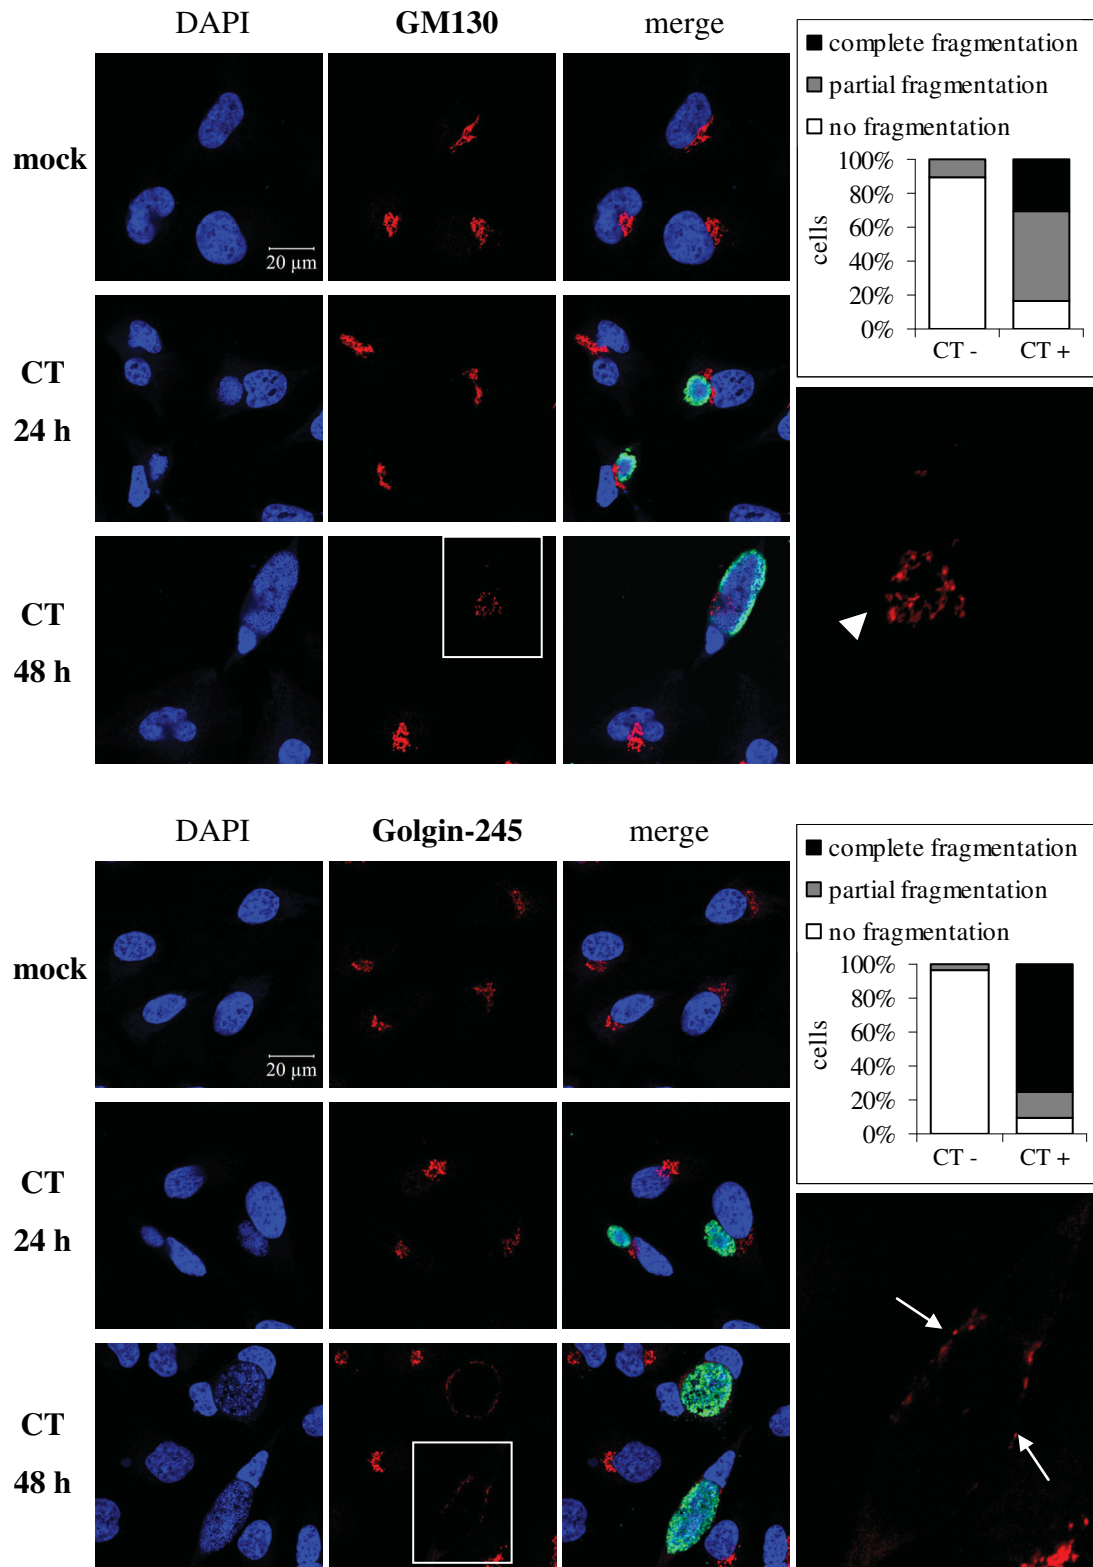 DAPI GM130 merge
complete fragmentation
partial fragmentation
no fragmentation
mock
20 µm
100%
80%
60%
40%
20%
0%
cells
CT - CT +
CT
24 h
CT
48 h
DAPI Golgin-245 merge
complete fragmentation
partial fragmentation
no fragmentation
mock
20 µm
100%
80%
60%
40%
20%
0%
cells
CT - CT +
CT
24 h
CT
48 h